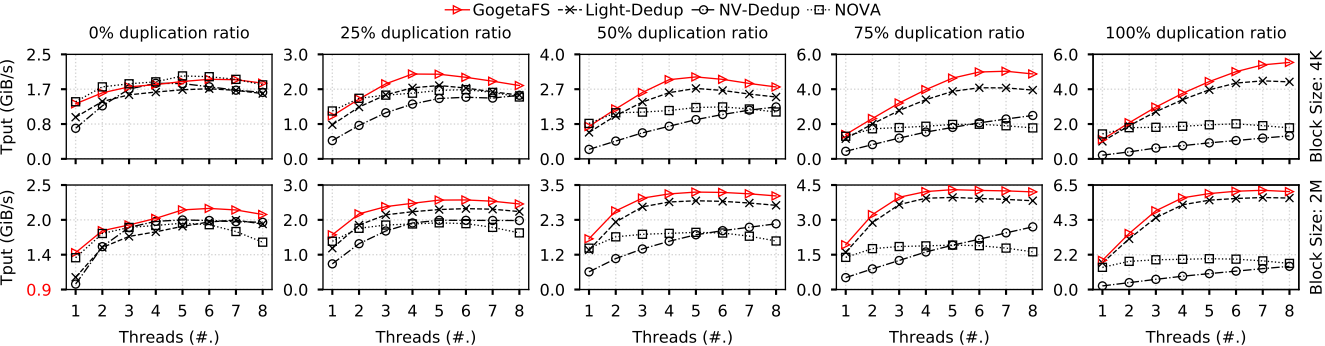 GogetaFS Light-Dedup NV-Dedup NOVA
0% duplication ratio 25% duplication ratio 50% duplication ratio 75% duplication ratio 100% duplication ratio
Tput (GiB/s)
2.5 1.7 0.8 0.0
3.0 2.0 1.0 0.0
4.0 2.7 1.3 0.0
6.0 4.0 2.0 0.0
6.0 4.0 2.0 0.0
Block Size: 4K
Tput (GiB/s)
2.5 2.0 1.4 0.9
3.0 2.0 1.0 0.0
3.5 2.3 1.2 0.0
4.5 3.0 1.5 0.0
6.5 4.3 2.2 0.0
Block Size: 2M
1 2 3 4 5 6 7 8 1 2 3 4 5 6 7 8 1 2 3 4 5 6 7 8 1 2 3 4 5 6 7 8 1 2 3 4 5 6 7 8
Threads (#.) Threads (#.) Threads (#.) Threads (#.) Threads (#.)